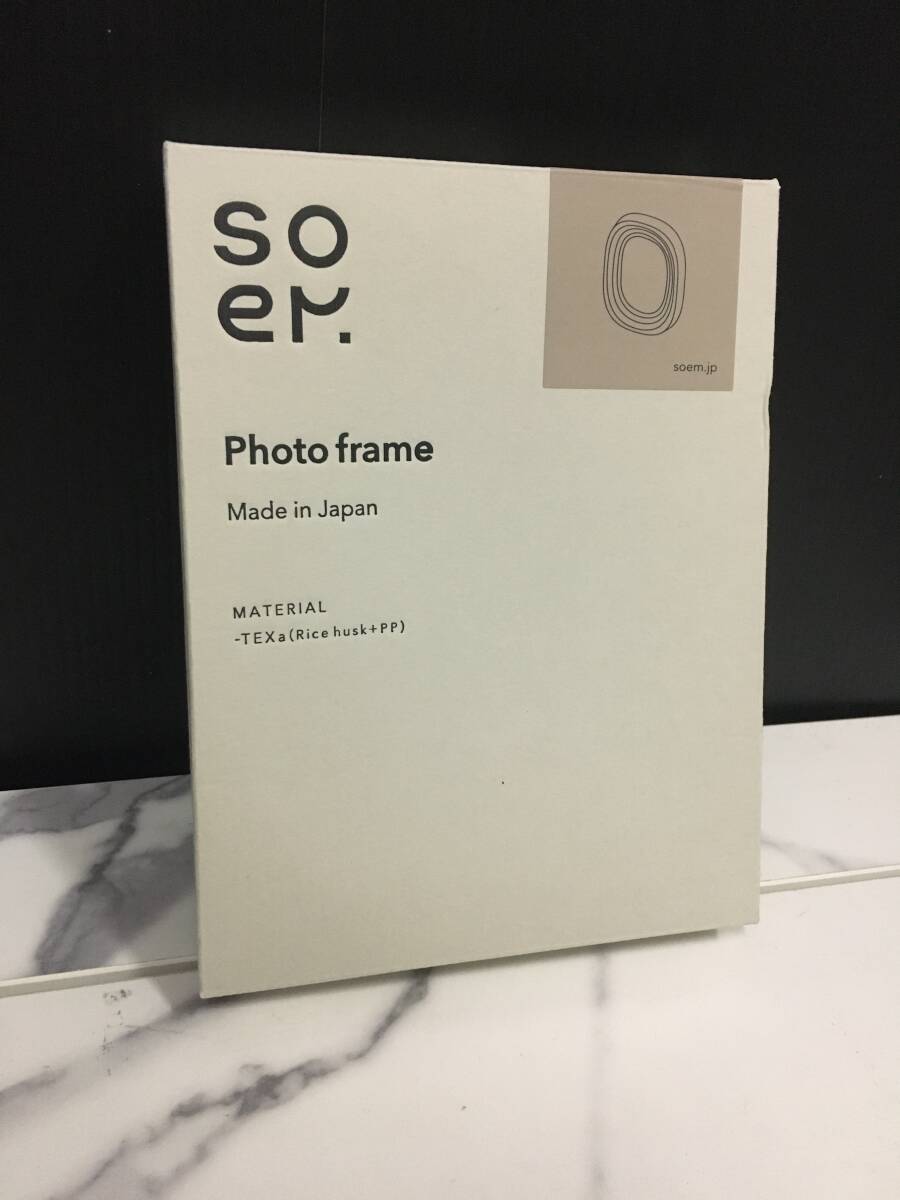 so
em.
soem.jp
Photo frame
Made in Japan
MATERIAL
-TEXa(Rice husk+PP)